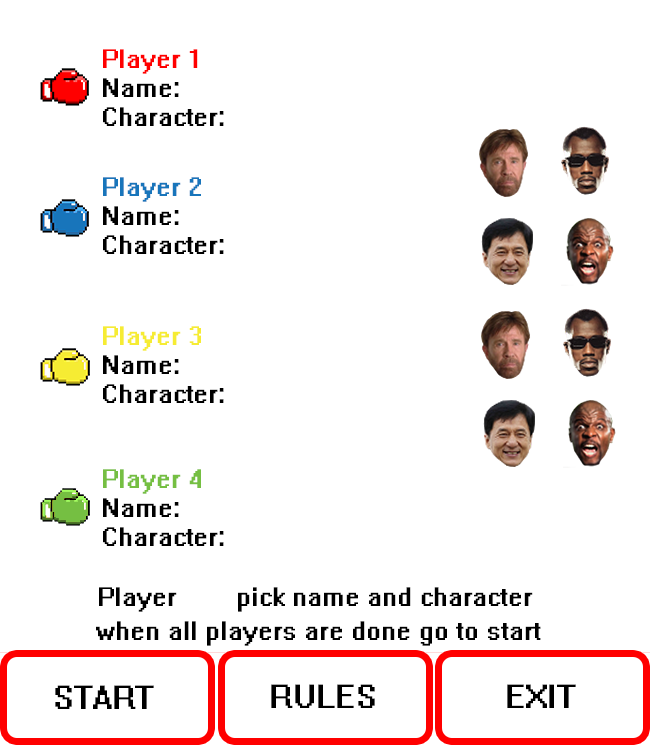 Player 1
Name:
Character:
Player 2
Name:
Character:
Player 3
Name:
Character:
Player 4
Name:
Character:
Player pick name and character
when all players are done go to start
START
RULES
EXIT